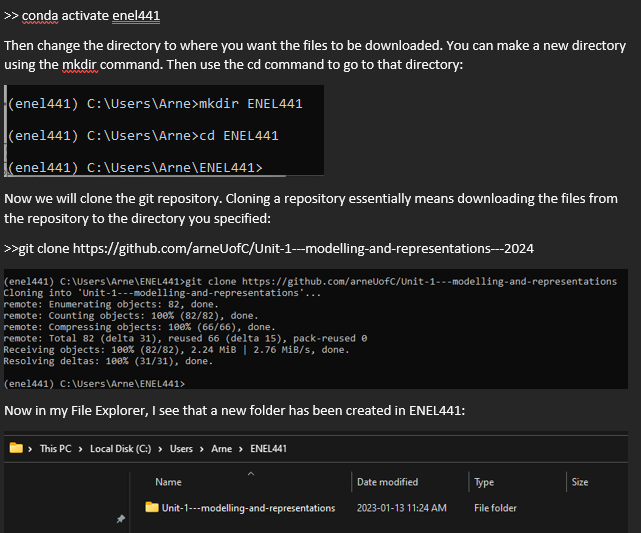 >> conda activate enel441
Then change the directory to where you want the files to be downloaded. You can make a new directory
using the mkdir command. Then use the cd command to go to that directory:
(enel441) C:\Users\Arne>mkdir ENEL441
(enel441) C:\Users\Arne>cd ENEL441
(enel441) C:\Users\Arne\ENEL441>
Now we will clone the git repository. Cloning a repository essentially means downloading the files from
the repository to the directory you specified:
>>git clone https://github.com/arneUofC/Unit-1---modelling-and-representations---2024
(enel441) C:\Users\Arne\ENEL441>git clone https://github.com/arneUofC/Unit-1---modelling-and-representations
Cloning into 'Unit-1---modelling-and-representations'...
remote: Enumerating objects: 82, done.
remote: Counting objects: 100% (82/82), done.
remote: Compressing objects: 100% (66/66), done.
remote: Total 82 (delta 31), reused 66 (delta 15), pack-reused 0
Receiving objects: 100% (82/82), 2.24 MiB | 2.76 MiB/s, done.
Resolving deltas: 100% (31/31), done.
(enel441) C:\Users\Arne\ENEL441>
Now in my File Explorer, I see that a new folder has been created in ENEL441:
This PC > Local Disk (C:) > Users > Arne > ENEL441
Name Date modified Type Size
Unit-1---modelling-and-representations 2023-01-13 11:24 AM File folder